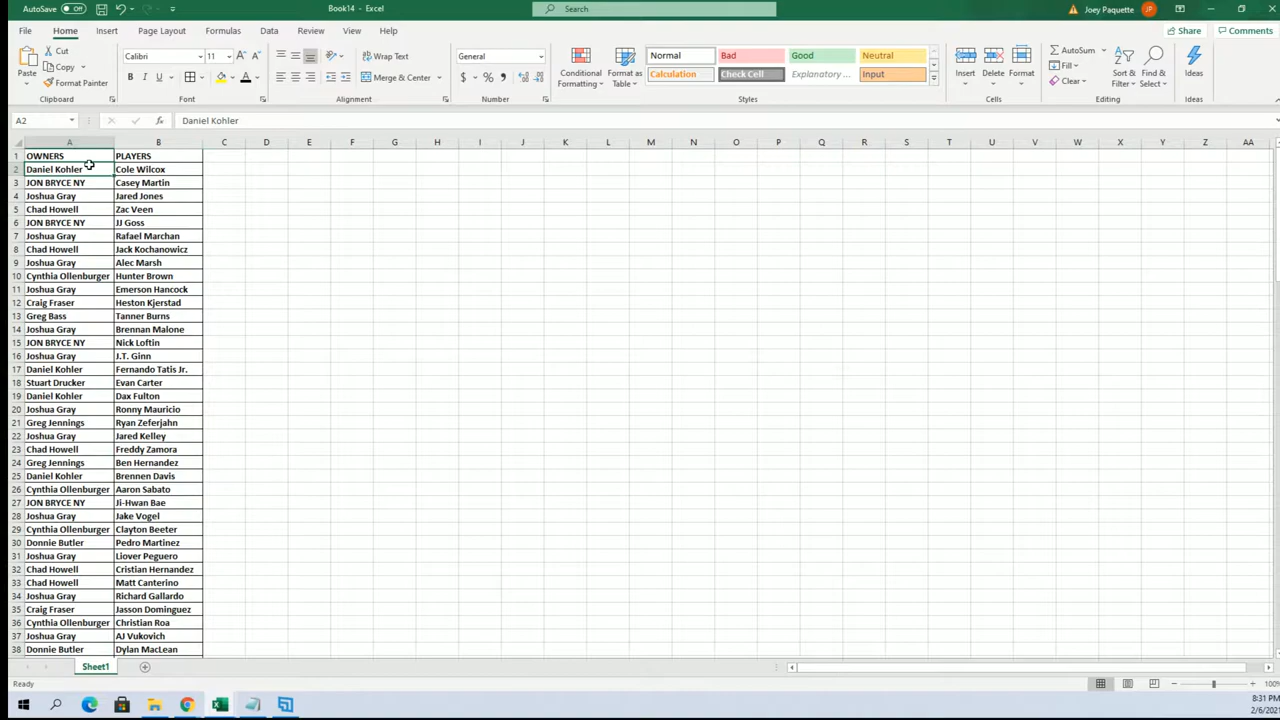 AutoSave Off Book14 - Excel Search Joey Paquette JP
File Home Insert Page Layout Formulas Data Review View Help Share Comments
Paste Cut Copy Format Painter Clipboard
Calibri 11 B I U A Font
Wrap Text Merge & Center Alignment
General $ % , Number
Conditional Formatting Format as Table
Normal Bad Good Neutral
Calculation Check Cell Explanatory ... Input
Styles
Insert Delete Format Cells
AutoSum Fill Clear Sort & Filter Find & Select Editing
Ideas Ideas
A2 fx Daniel Kohler
A B C D E F G H I J K L M N O P Q R S T U V W X Y Z AA
1 OWNERS PLAYERS
2 Daniel Kohler Cole Wilcox
3 JON BRYCE NY Casey Martin
4 Joshua Gray Jared Jones
5 Chad Howell Zac Veen
6 JON BRYCE NY JJ Goss
7 Joshua Gray Rafael Marchan
8 Chad Howell Jack Kochanowicz
9 Joshua Gray Alec Marsh
10 Cynthia Ollenburger Hunter Brown
11 Joshua Gray Emerson Hancock
12 Craig Fraser Heston Kjerstad
13 Greg Bass Tanner Burns
14 Joshua Gray Brennan Malone
15 JON BRYCE NY Nick Loftin
16 Joshua Gray J.T. Ginn
17 Daniel Kohler Fernando Tatis Jr.
18 Stuart Drucker Evan Carter
19 Daniel Kohler Dax Fulton
20 Joshua Gray Ronny Mauricio
21 Greg Jennings Ryan Zeferjahn
22 Joshua Gray Jared Kelley
23 Chad Howell Freddy Zamora
24 Greg Jennings Ben Hernandez
25 Daniel Kohler Brennen Davis
26 Cynthia Ollenburger Aaron Sabato
27 JON BRYCE NY Ji-Hwan Bae
28 Joshua Gray Jake Vogel
29 Cynthia Ollenburger Clayton Beeter
30 Donnie Butler Pedro Martinez
31 Joshua Gray Liover Peguero
32 Chad Howell Cristian Hernandez
33 Chad Howell Matt Canterino
34 Joshua Gray Richard Gallardo
35 Craig Fraser Jasson Dominguez
36 Cynthia Ollenburger Christian Roa
37 Joshua Gray AJ Vukovich
38 Donnie Butler Dylan MacLean
Sheet1
Ready 100%
8:31 PM
2/6/2021